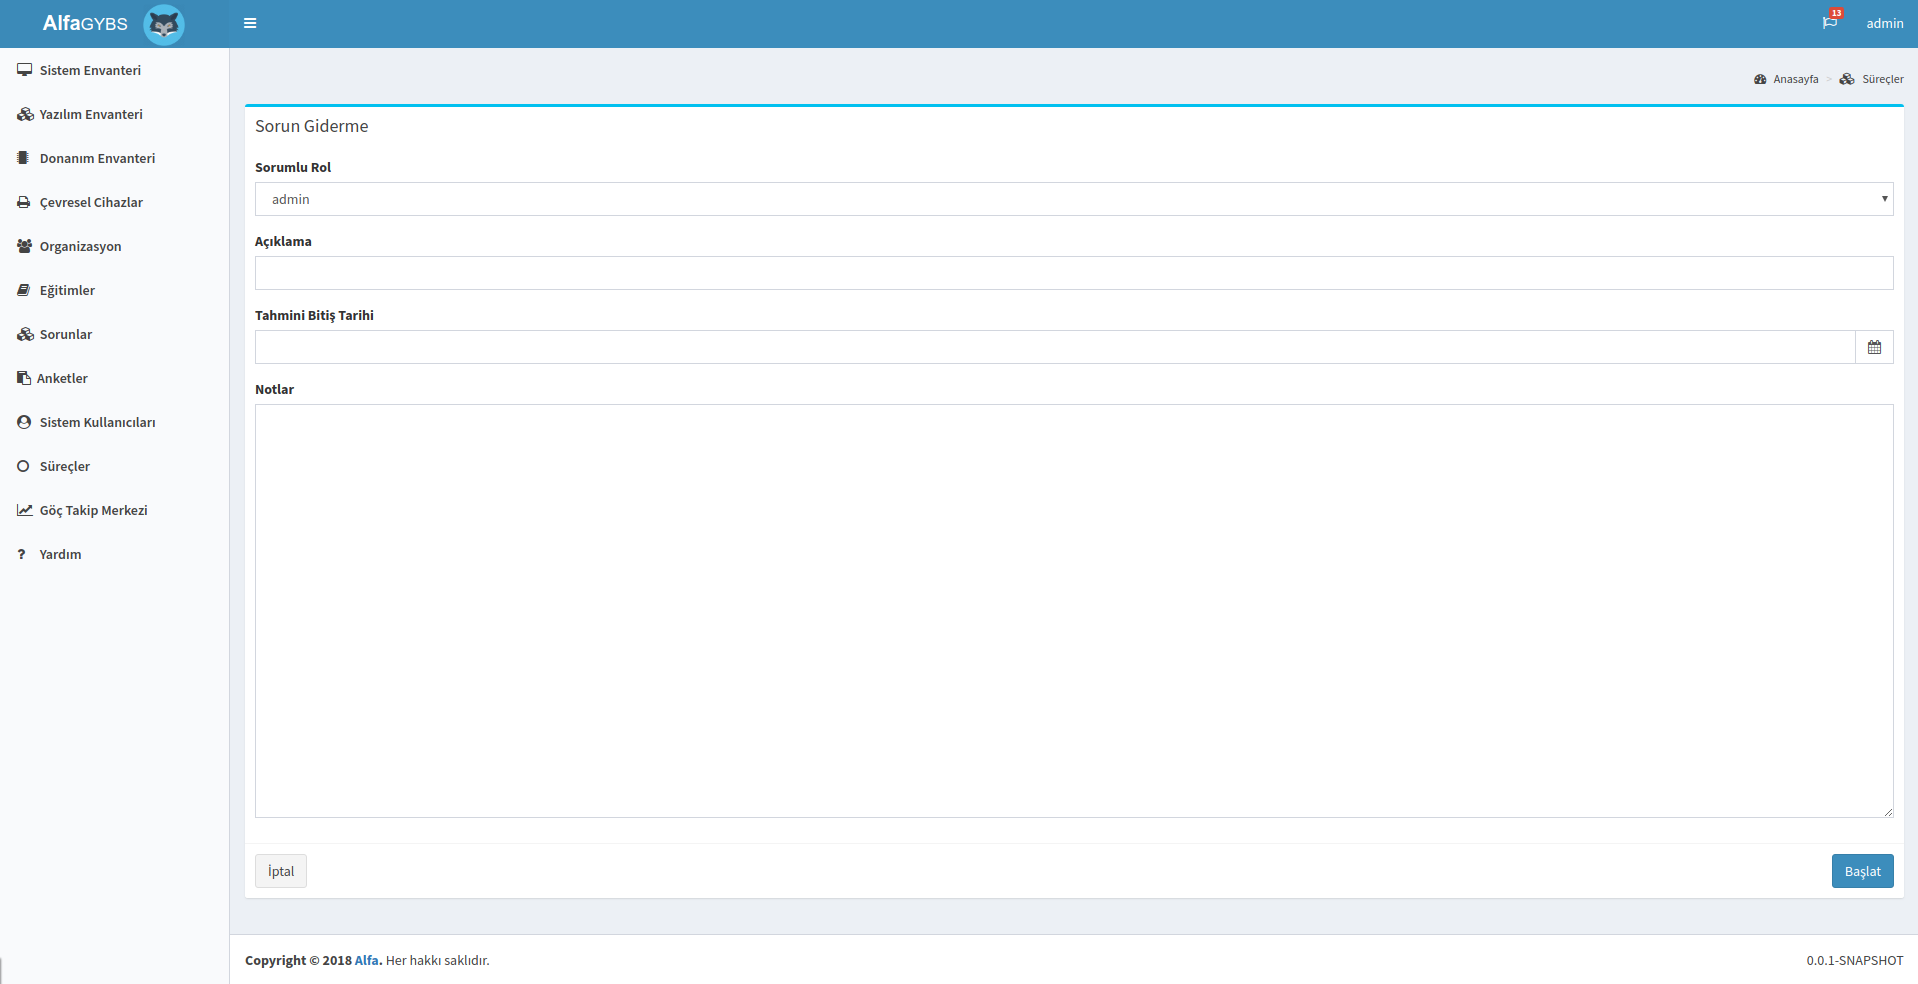 AlfaGYBS
13
admin
Sistem Envanteri
Yazılım Envanteri
Donanım Envanteri
Çevresel Cihazlar
Organizasyon
Eğitimler
Sorunlar
Anketler
Sistem Kullanıcıları
Süreçler
Göç Takip Merkezi
? Yardım
Anasayfa > Süreçler
Sorun Giderme
Sorumlu Rol
admin
Açıklama
Tahmini Bitiş Tarihi
Notlar
İptal
Başlat
Copyright © 2018 Alfa. Her hakkı saklıdır.
0.0.1-SNAPSHOT